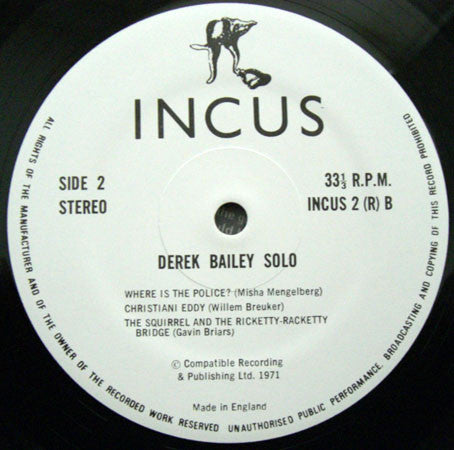 INCUS
SIDE 2
STEREO
33⅓ R.P.M.
INCUS 2 (R) B
DEREK BAILEY SOLO
WHERE IS THE POLICE? (Misha Mengelberg)
CHRISTIANI EDDY (Willem Breuker)
THE SQUIRREL AND THE RICKETTY-RACKETTY
BRIDGE (Gavin Briars)
© Compatible Recording
& Publishing Ltd. 1971
Made in England
ALL RIGHTS OF THE MANUFACTURER AND OF THE OWNER OF THE RECORDED WORK RESERVED UNAUTHORISED PUBLIC PERFORMANCE, BROADCASTING AND COPYING OF THIS RECORD PROHIBITED